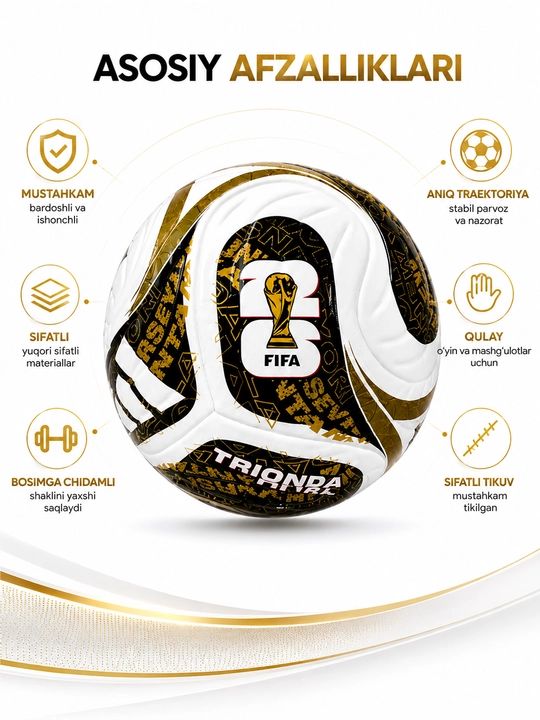 ASOSIY AFZALLIKLARI
MUSTAHKAM
bardoshli va
ishonchli
ANIQ TRAEKTORIYA
stabil parvoz
va nazorat
SIFATLI
yuqori sifatli
materiallar
QULAY
o'yin va mashg'ulotlar
uchun
BOSIMGA CHIDAMLI
shaklini yaxshi
saqlaydi
SIFATLI TIKUV
mustahkam
tikilgan
26
FIFA
TRIONDA